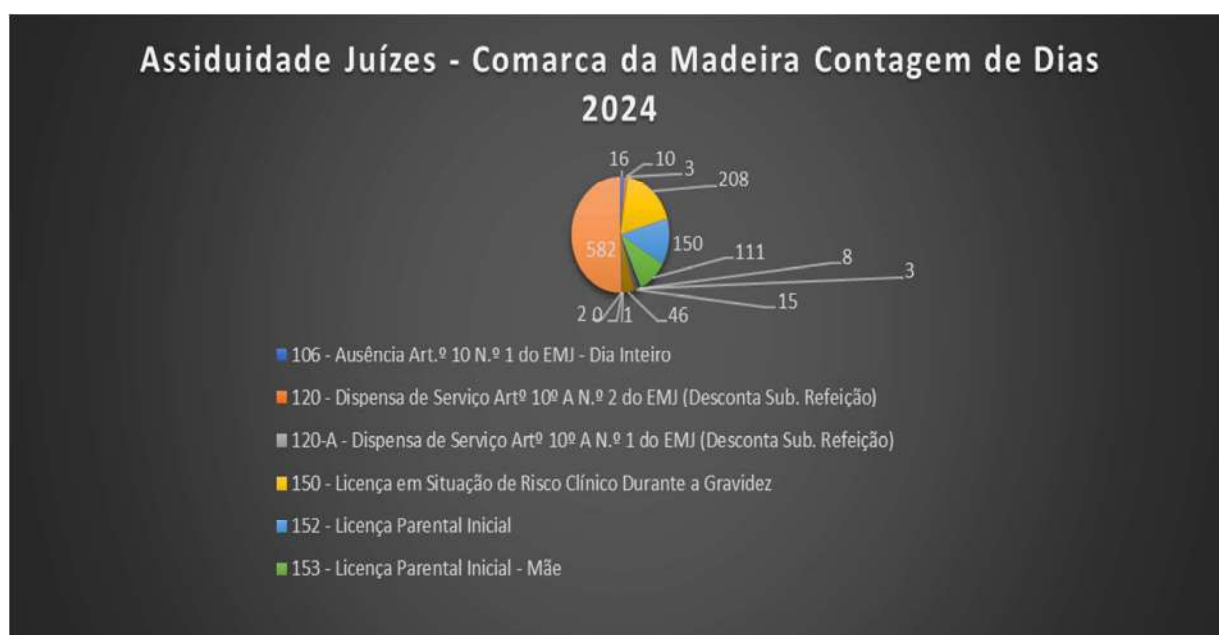 Assiduidade Juízes - Comarca da Madeira Contagem de Dias
2024
16
10
3
208
582
150
111
8
3
15
2
0
1
46
106 - Ausência Art.º 10 N.º 1 do EMJ - Dia Inteiro
120 - Dispensa de Serviço Artº 10º A N.º 2 do EMJ (Desconta Sub. Refeição)
120-A - Dispensa de Serviço Artº 10º A N.º 1 do EMJ (Desconta Sub. Refeição)
150 - Licença em Situação de Risco Clínico Durante a Gravidez
152 - Licença Parental Inicial
153 - Licença Parental Inicial - Mãe